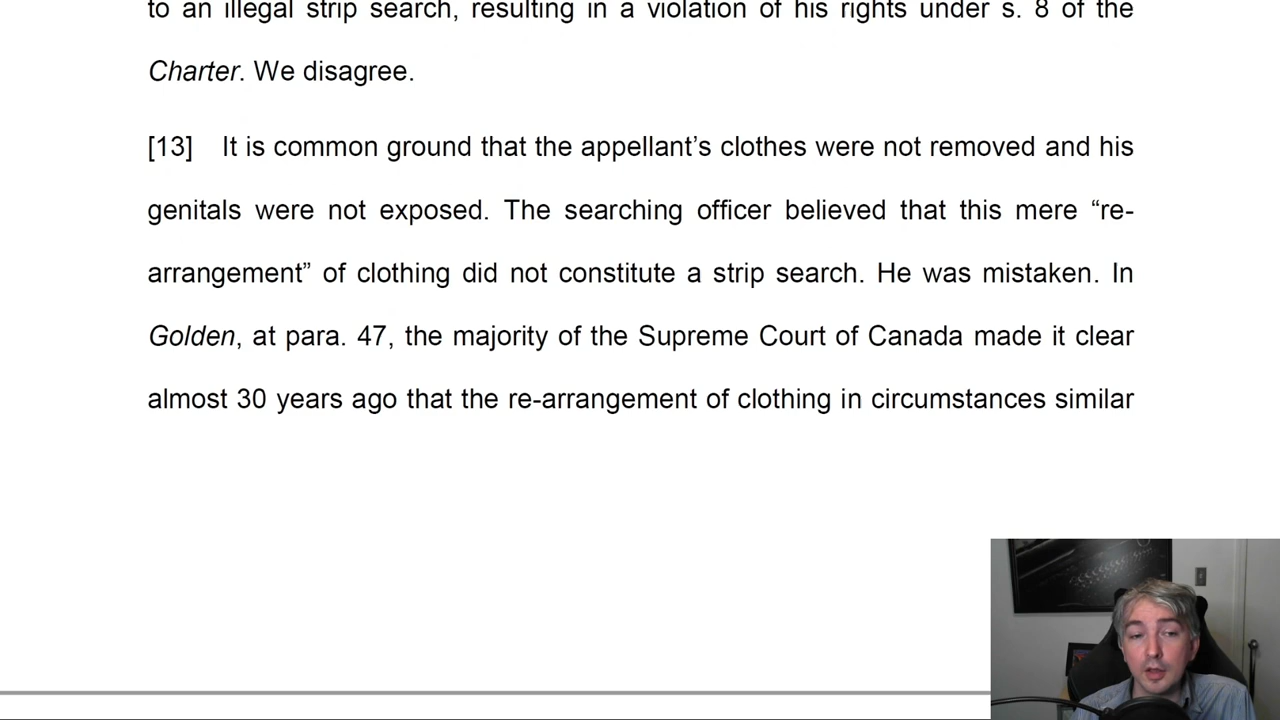 to an illegal strip search, resulting in a violation of his rights under s. 8 of the
Charter. We disagree.
[13] It is common ground that the appellant’s clothes were not removed and his
genitals were not exposed. The searching officer believed that this mere “re-
arrangement” of clothing did not constitute a strip search. He was mistaken. In
Golden, at para. 47, the majority of the Supreme Court of Canada made it clear
almost 30 years ago that the re-arrangement of clothing in circumstances similar